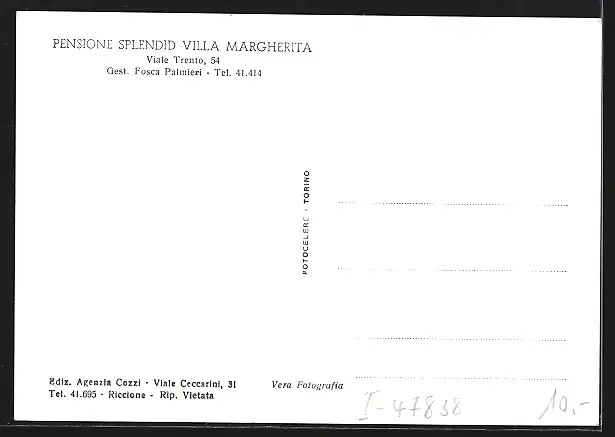 PENSIONE SPLENDID VILLA MARGHERITA
Viale Trento, 54
Gest. Fosca Palmieri - Tel. 41.414
FOTOCELERE - TORINO
Ediz. Agenzia Cozzi - Viale Ceccarini, 31
Tel. 41.695 - Riccione - Rip. Vietata
Vera Fotografia
I-47838
10,-